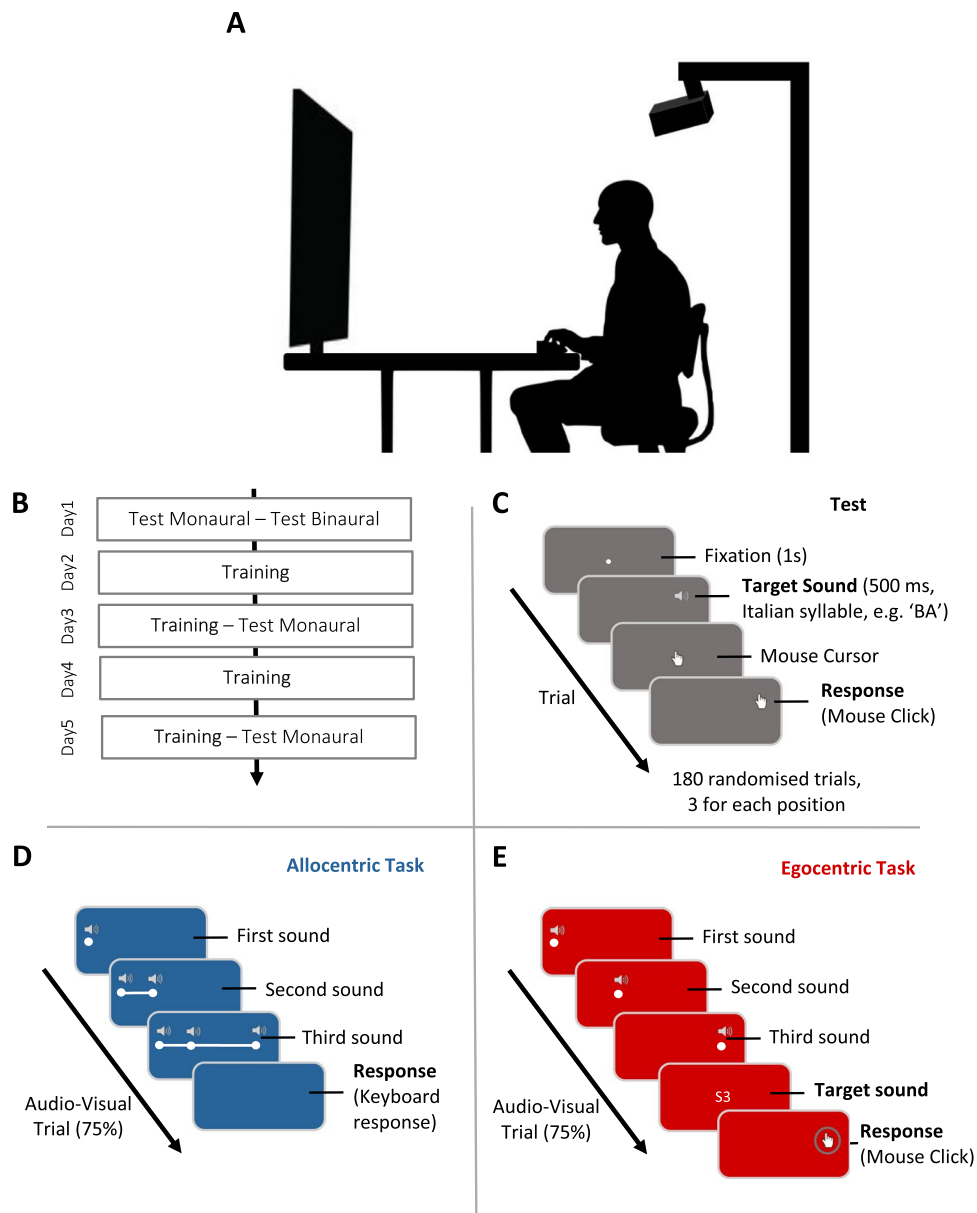 A
B
Day1
Test Monaural – Test Binaural
Day2
Training
Day3
Training – Test Monaural
Day4
Training
Day5
Training – Test Monaural
C
Test
Fixation (1s)
Target Sound (500 ms,
Italian syllable, e.g. ‘BA’)
Mouse Cursor
Response
(Mouse Click)
Trial
180 randomised trials,
3 for each position
D
Allocentric Task
First sound
Second sound
Third sound
Response
(Keyboard
response)
Audio-Visual
Trial (75%)
E
Egocentric Task
First sound
Second sound
Third sound
S3
Target sound
Response
(Mouse Click)
Audio-Visual
Trial (75%)